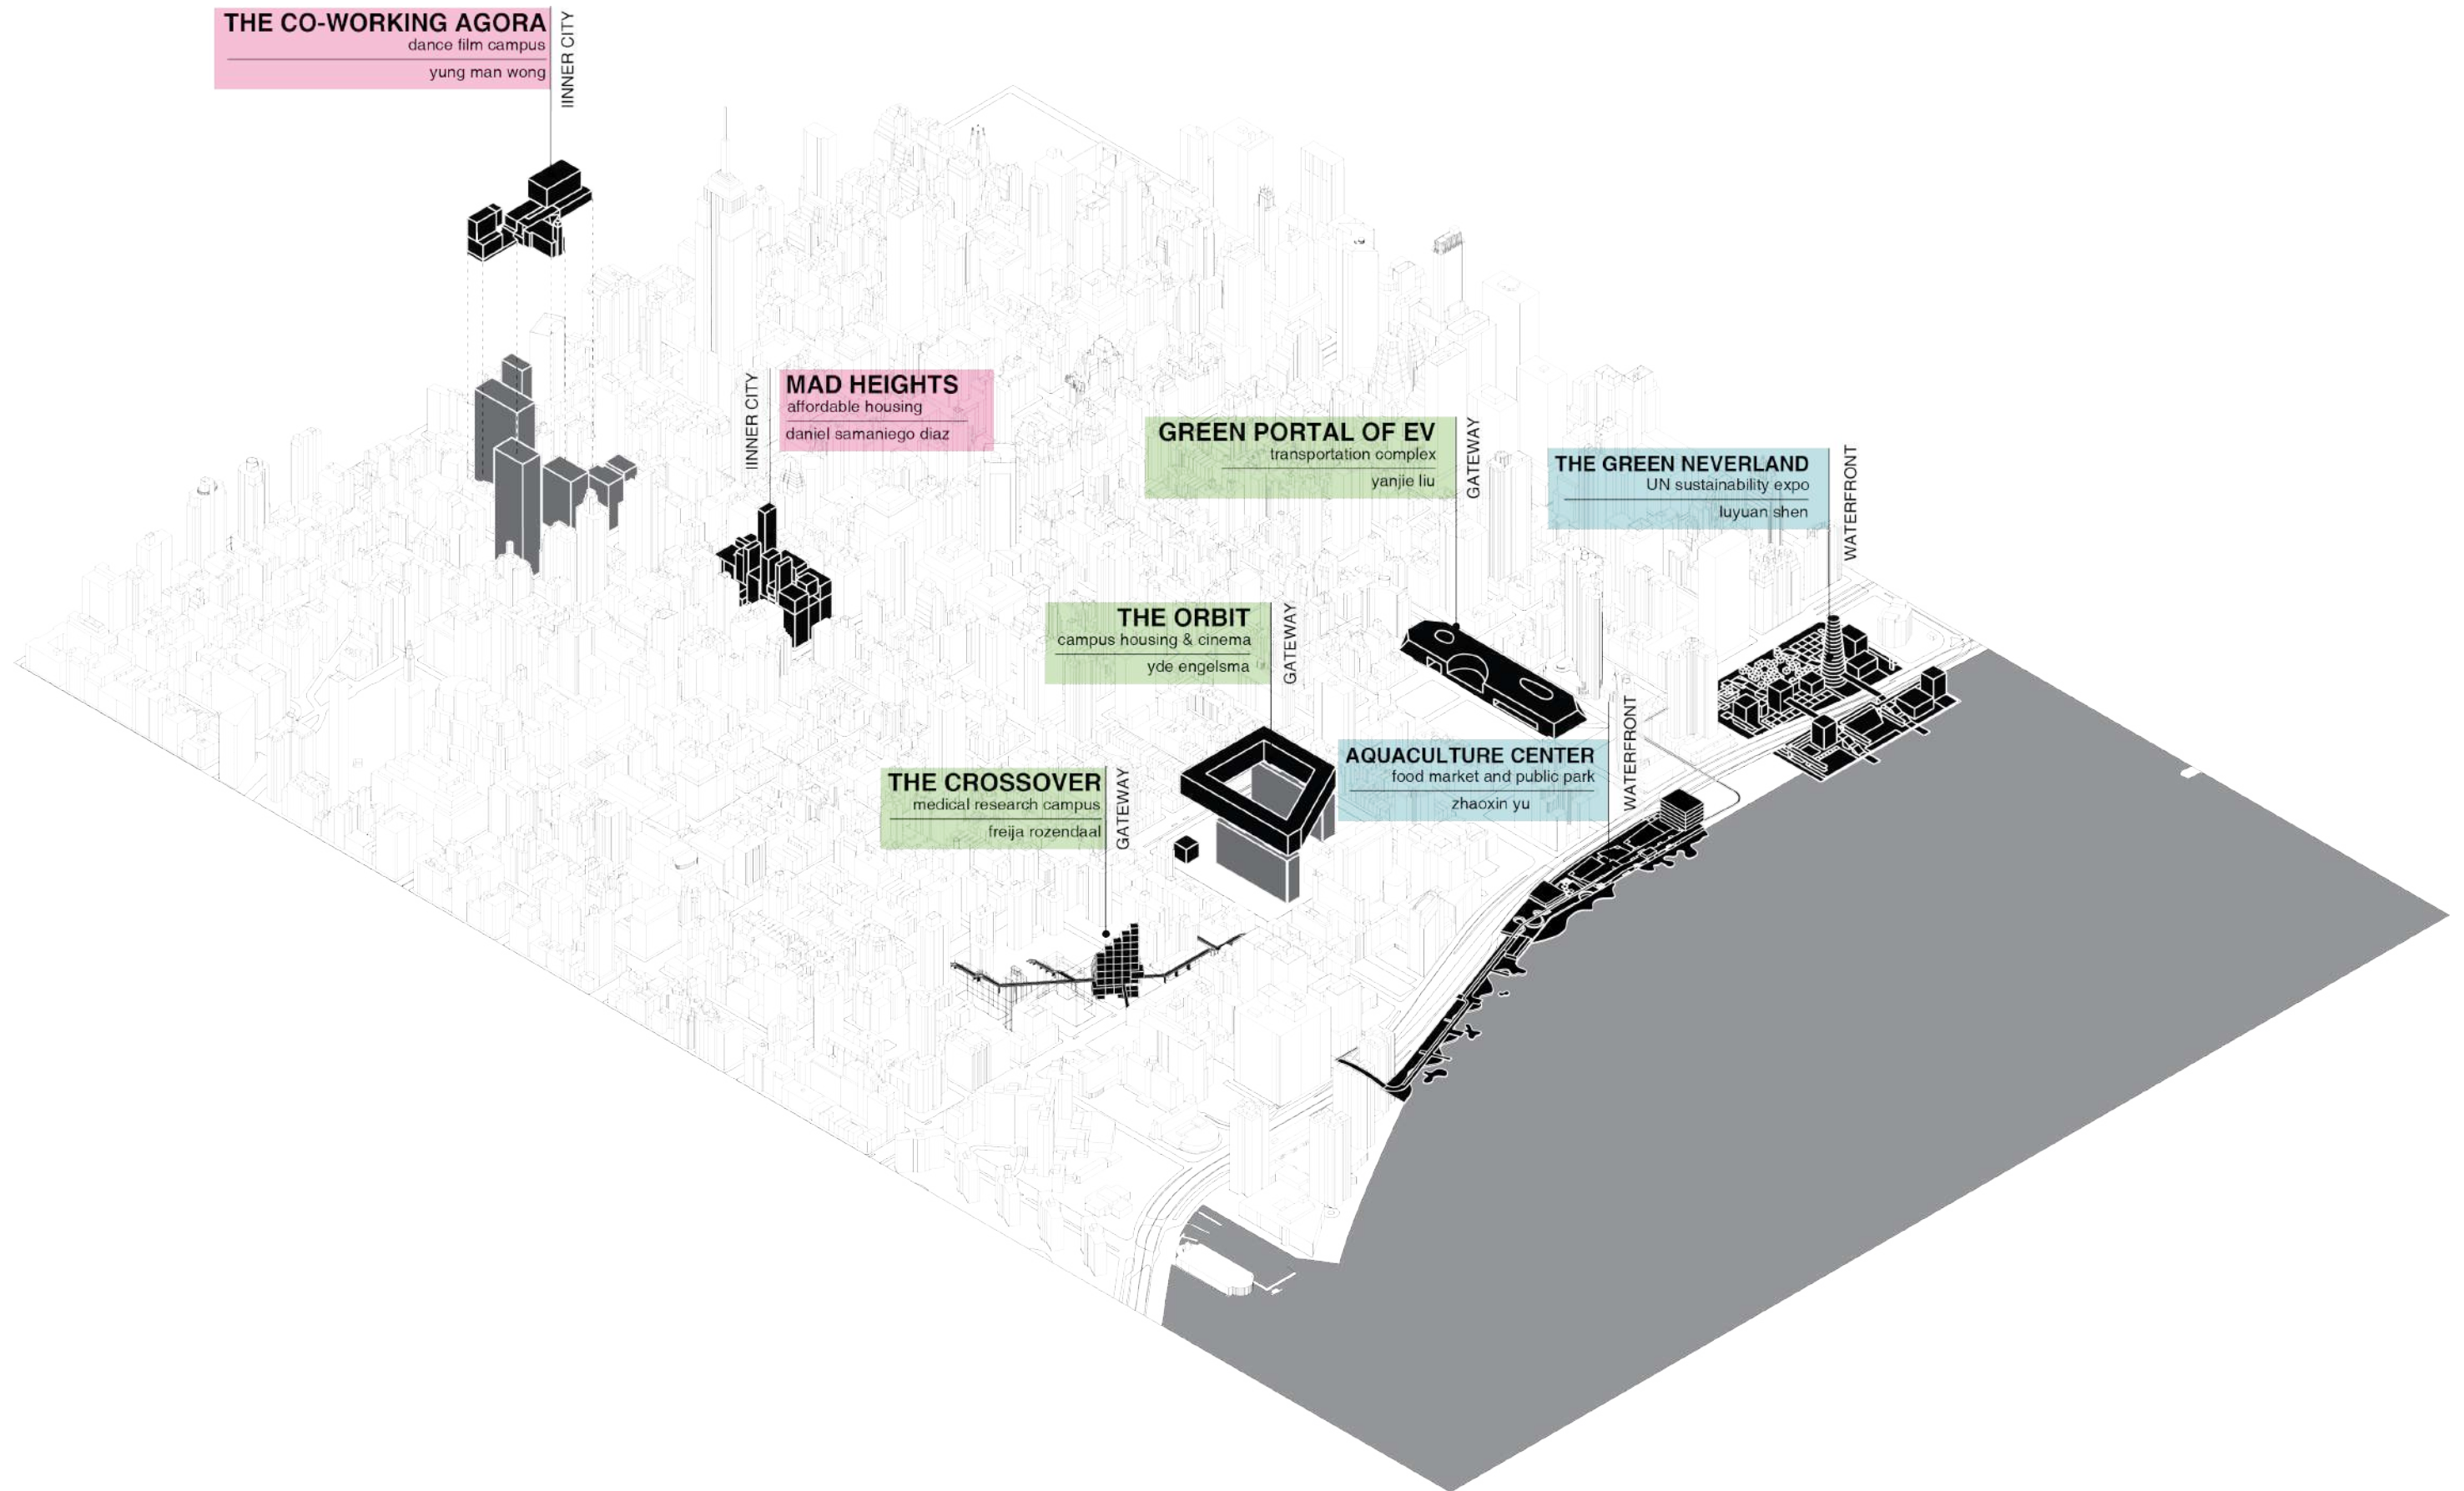 THE CO-WORKING AGORA
dance film campus
yung man wong
IINNER CITY
IINNER CITY
MAD HEIGHTS
affordable housing
daniel samaniego diaz
GREEN PORTAL OF EV
transportation complex
yanjie liu
GATEWAY
THE GREEN NEVERLAND
UN sustainability expo
luyuan shen
WATERFRONT
THE ORBIT
campus housing & cinema
yde engelsma
GATEWAY
AQUACULTURE CENTER
food market and public park
zhaoxin yu
WATERFRONT
THE CROSSOVER
medical research campus
freija rozendaal
GATEWAY